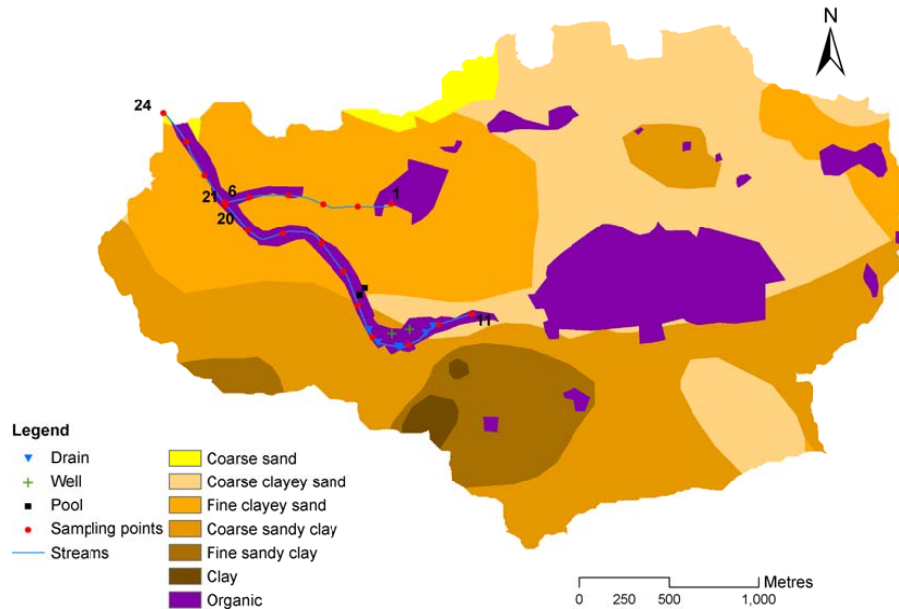 N
24
6
21
1
20
11
Legend
Drain
Well
Pool
Sampling points
Streams
Coarse sand
Coarse clayey sand
Fine clayey sand
Coarse sandy clay
Fine sandy clay
Clay
Organic
Metres
0 250 500 1,000